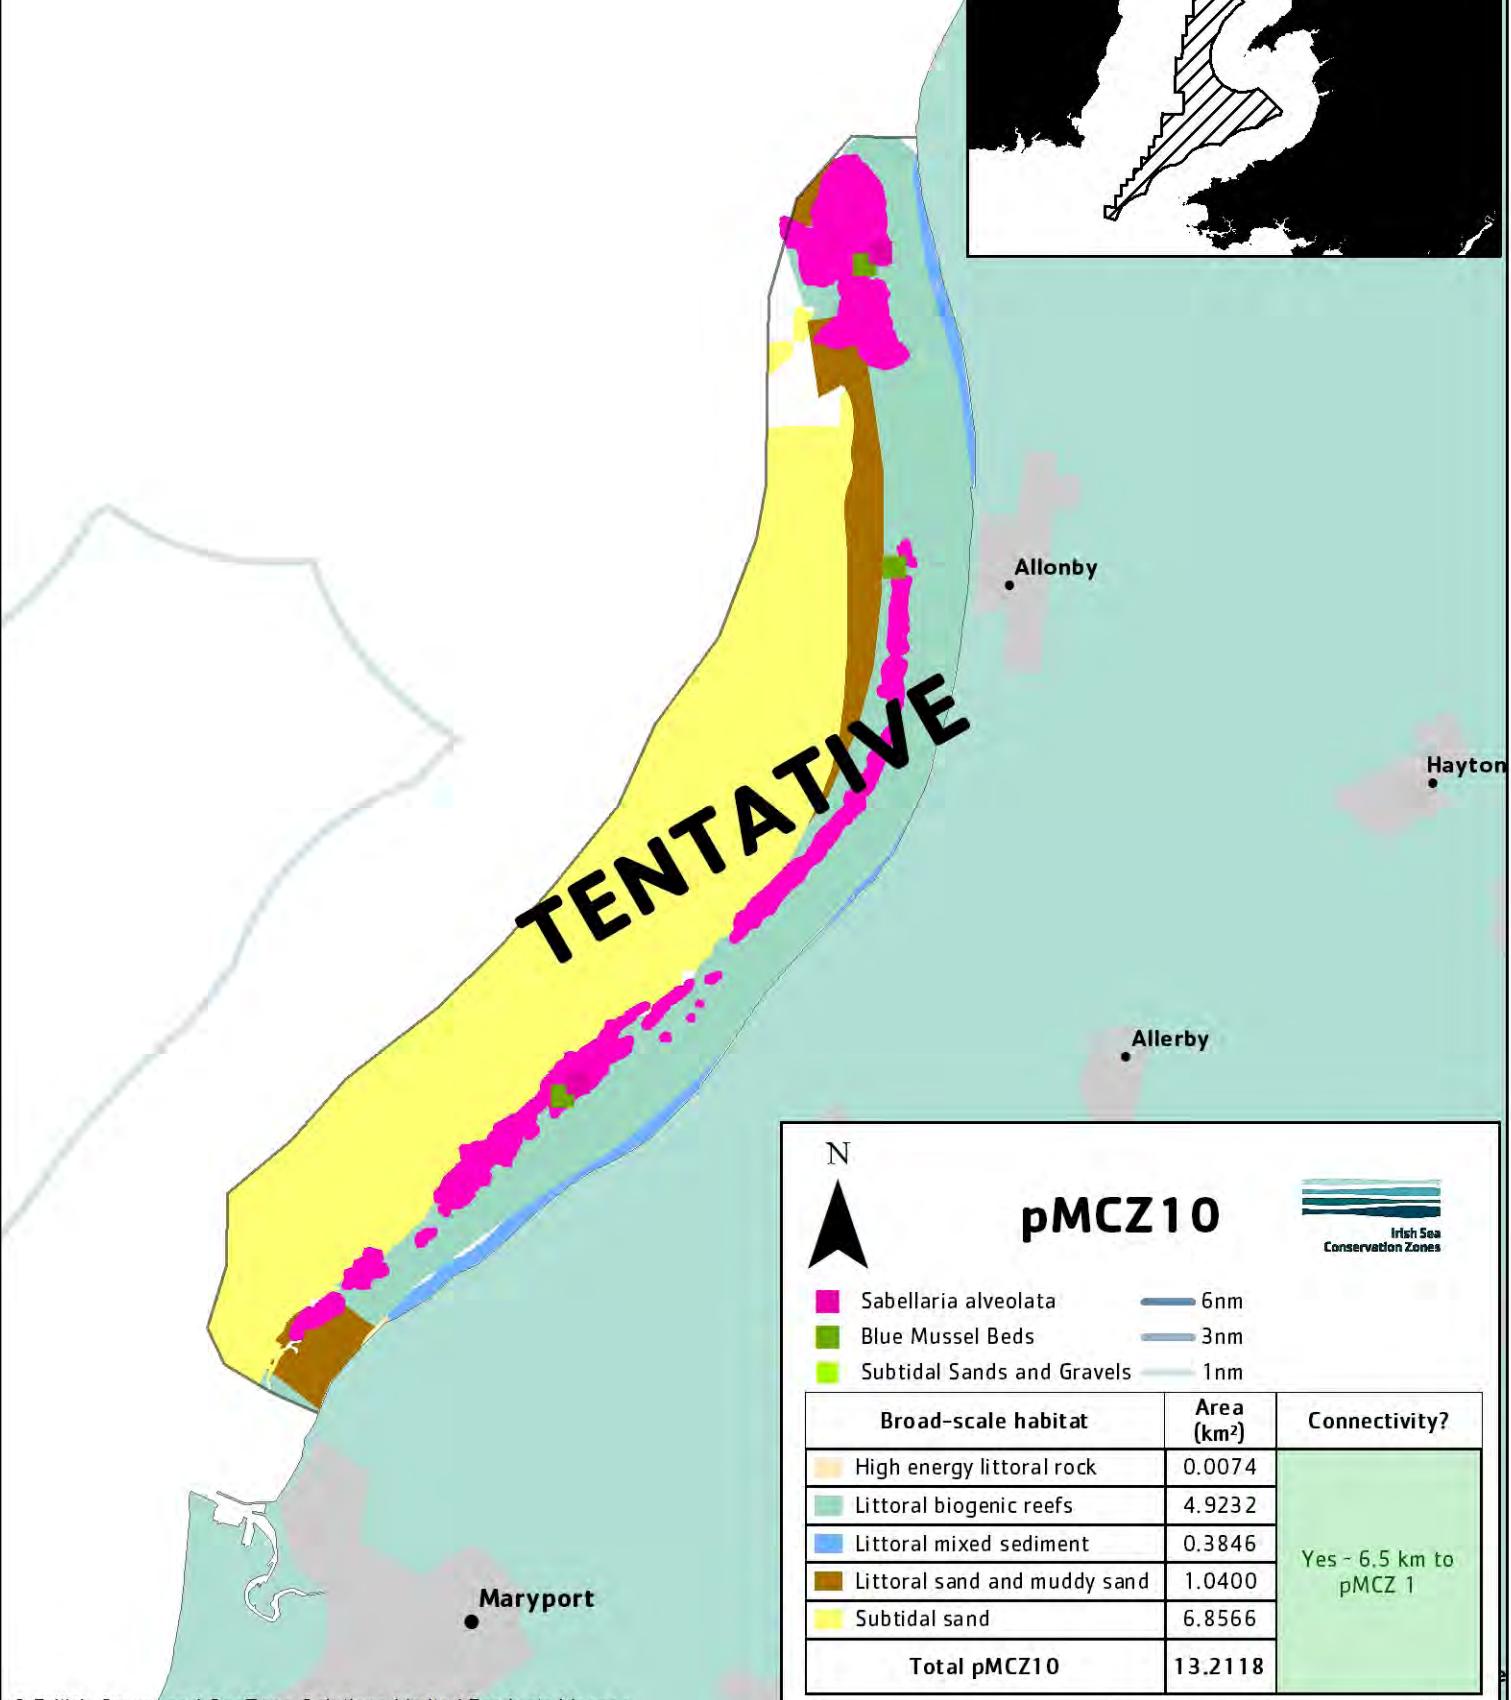 Allonby
Hayton
TENTATIVE
Allerby
N
pMCZ10
Irish Sea
Conservation Zones
Sabellaria alveolata
6nm
Blue Mussel Beds
3nm
Subtidal Sands and Gravels
1nm
Broad-scale habitat
Area
(km²)
Connectivity?
High energy littoral rock
0.0074
Littoral biogenic reefs
4.9232
Littoral mixed sediment
0.3846
Yes - 6.5 km to
pMCZ 1
Littoral sand and muddy sand
1.0400
Subtidal sand
6.8566
Total pMCZ10
13.2118
Maryport